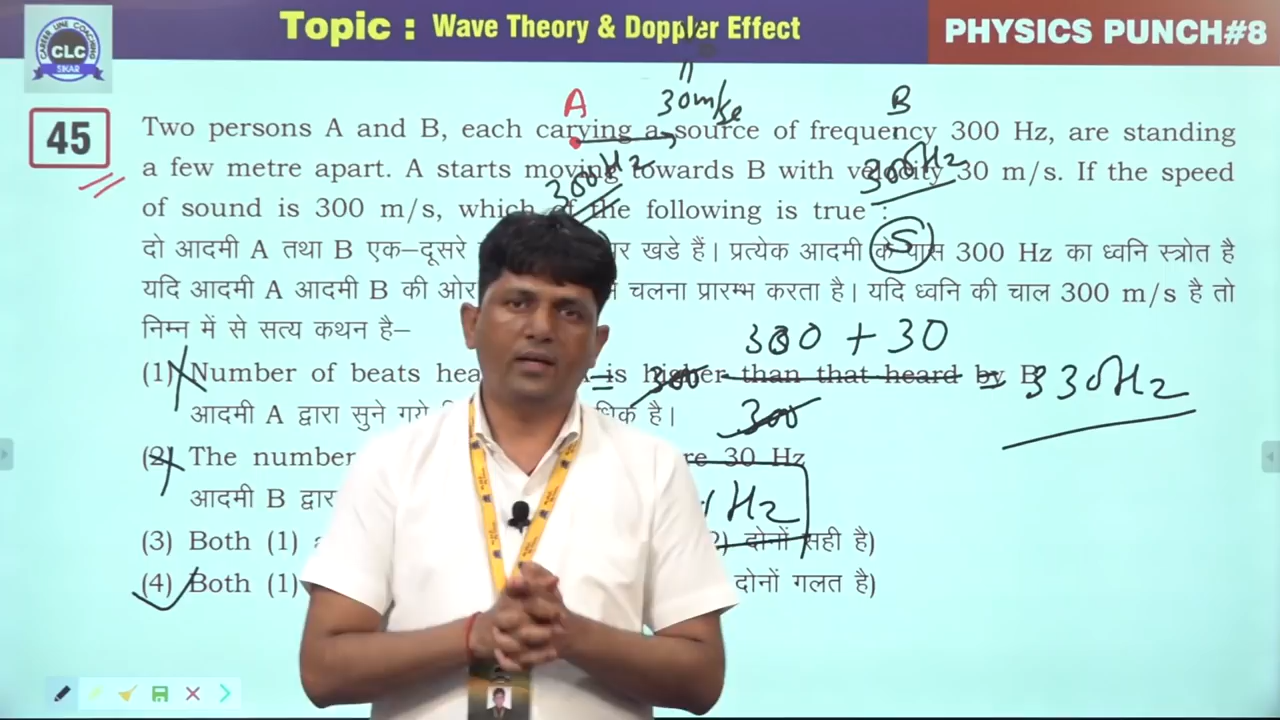 Topic : Wave Theory & Doppler Effect
PHYSICS PUNCH#8
CAREER LINE COACHING
CLC
SIKAR
A
30m/se
B
45
Two persons A and B, each carying a source of frequency 300 Hz, are standing
a few metre apart. A starts moving towards B with velocity 30 m/s. If the speed
300Hz
300Hz
of sound is 300 m/s, which of the following is true :
S
दो आदमी A तथा B एक–दूसरे खडे हैं। प्रत्येक आदमी के पास 300 Hz का ध्वनि स्त्रोत है
यदि आदमी A आदमी B की ओर चलना प्रारम्भ करता है। यदि ध्वनि की चाल 300 m/s है तो
निम्न में से सत्य कथन है–
300 + 30
(1) Number of beats is higher than that heard by B
300
= 330Hz
आदमी A द्वारा सुने गये है।
300
(2) The number 30 Hz
आदमी B द्वारा
Hz
(3) Both (1) दोनों सही है)
(4) Both (1) दोनों गलत है)